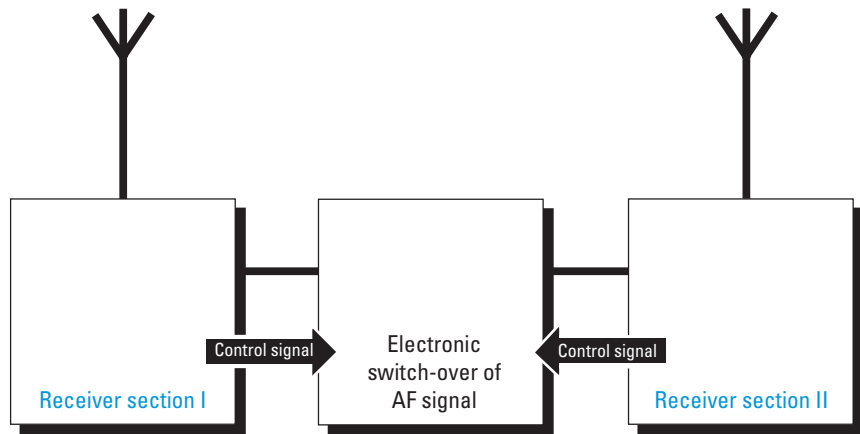 Control signal
Electronic
switch-over of
AF signal
Control signal
Receiver section I
Receiver section II